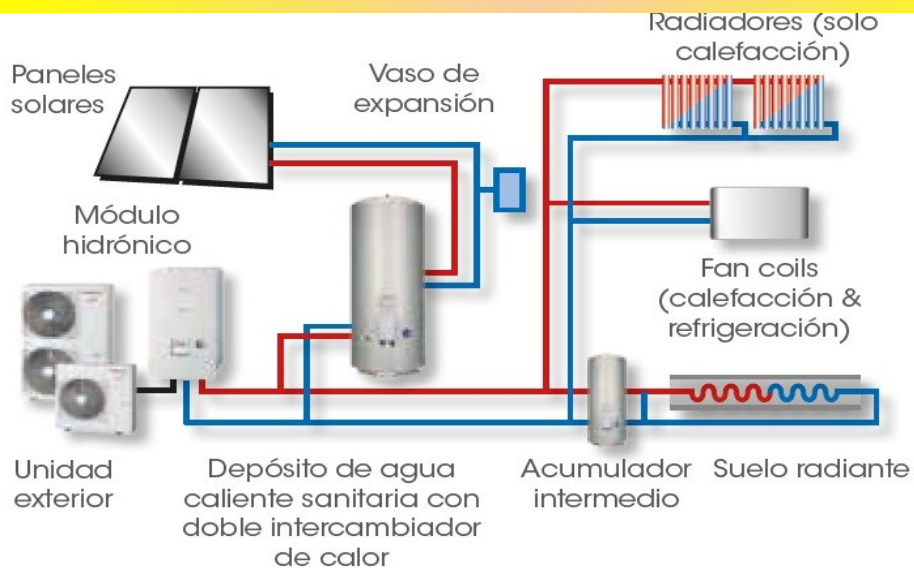 Radiadores (solo
calefacción)
Paneles
solares
Vaso de
expansión
Módulo
hidrónico
Fan coils
(calefacción &
refrigeración)
Unidad
exterior
Depósito de agua
caliente sanitaria con
doble intercambiador
de calor
Acumulador
intermedio
Suelo radiante